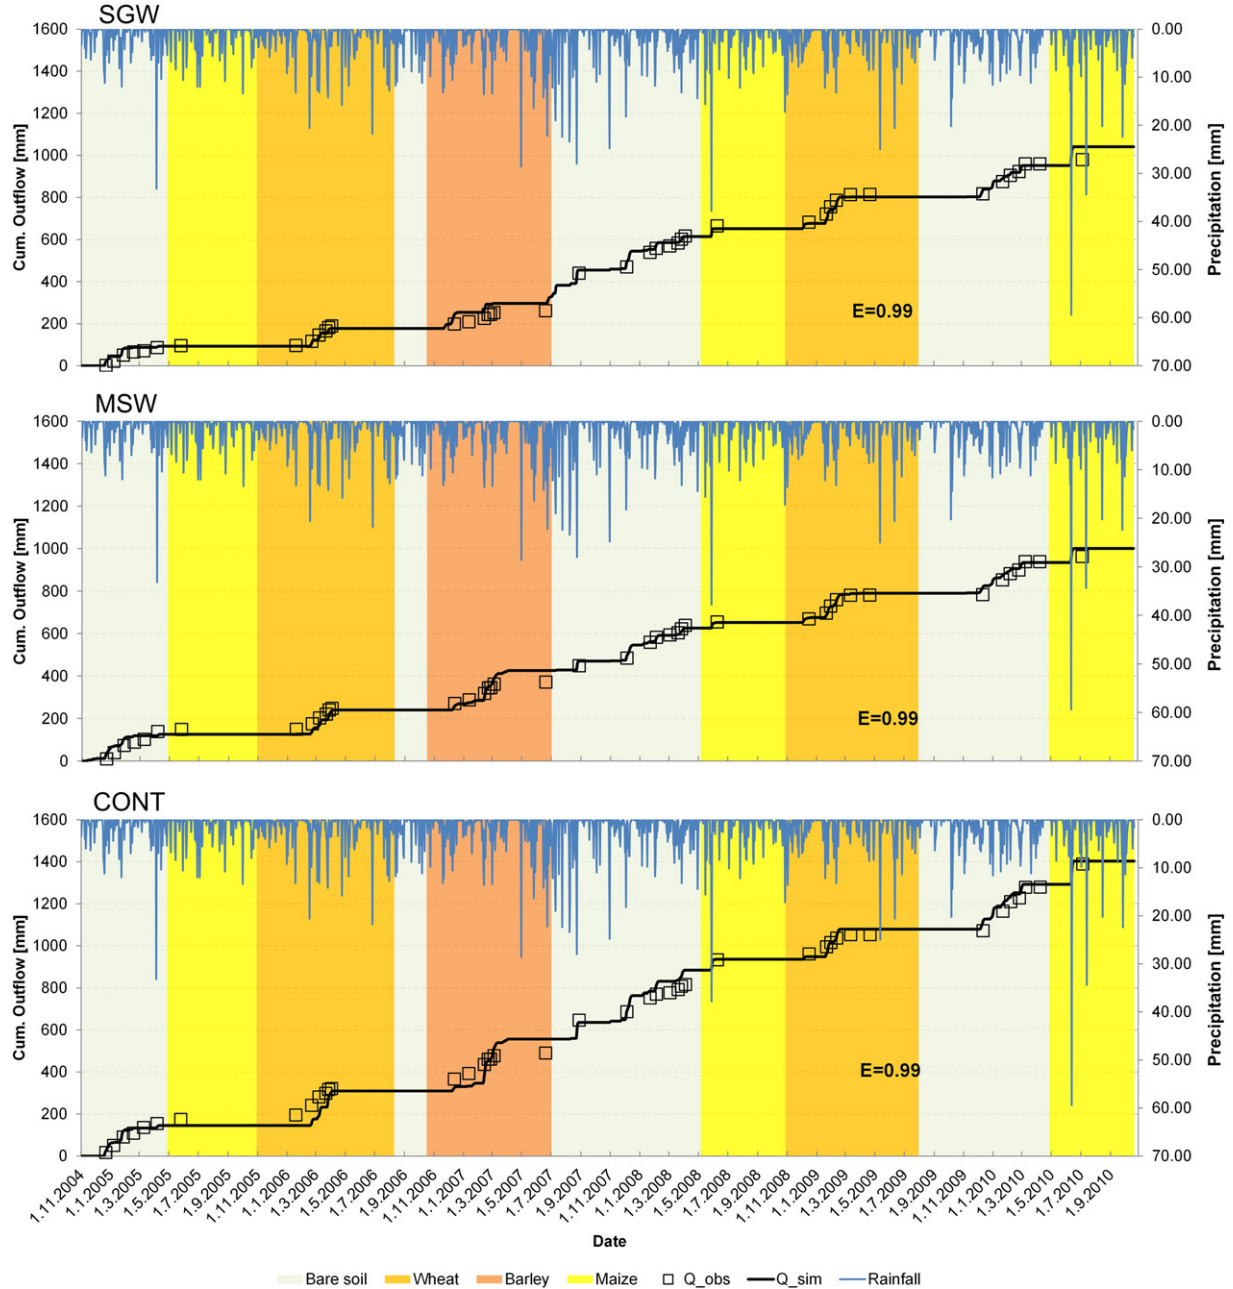 SGW
1600 0.00
1400 10.00
1200 20.00
1000 30.00
800 40.00
600 50.00
400 60.00
200
0 70.00
Cum. Outflow [mm]
Precipitation [mm]
E=0.99
MSW
1600 0.00
1400 10.00
1200 20.00
1000 30.00
800 40.00
600 50.00
400 60.00
200
0 70.00
Cum. Outflow [mm]
Precipitation [mm]
E=0.99
CONT
1600 0.00
1400 10.00
1200 20.00
1000 30.00
800 40.00
600 50.00
400 60.00
200
0 70.00
Cum. Outflow [mm]
Precipitation [mm]
E=0.99
1.11.2004 1.11.2005 1.3.2005 1.5.2005 1.7.2005 1.9.2005 1.11.2005 1.11.2006 1.3.2006 1.5.2006 1.7.2006 1.9.2006 1.11.2006 1.11.2007 1.3.2007 1.5.2007 1.7.2007 1.9.2007 1.11.2007 1.11.2008 1.3.2008 1.5.2008 1.7.2008 1.9.2008 1.11.2008 1.11.2009 1.3.2009 1.5.2009 1.7.2009 1.9.2009 1.11.2009 1.11.2010 1.3.2010 1.5.2010 1.7.2010 1.9.2010
Date
Bare soil Wheat Barley Maize Q_obs Q_sim Rainfall